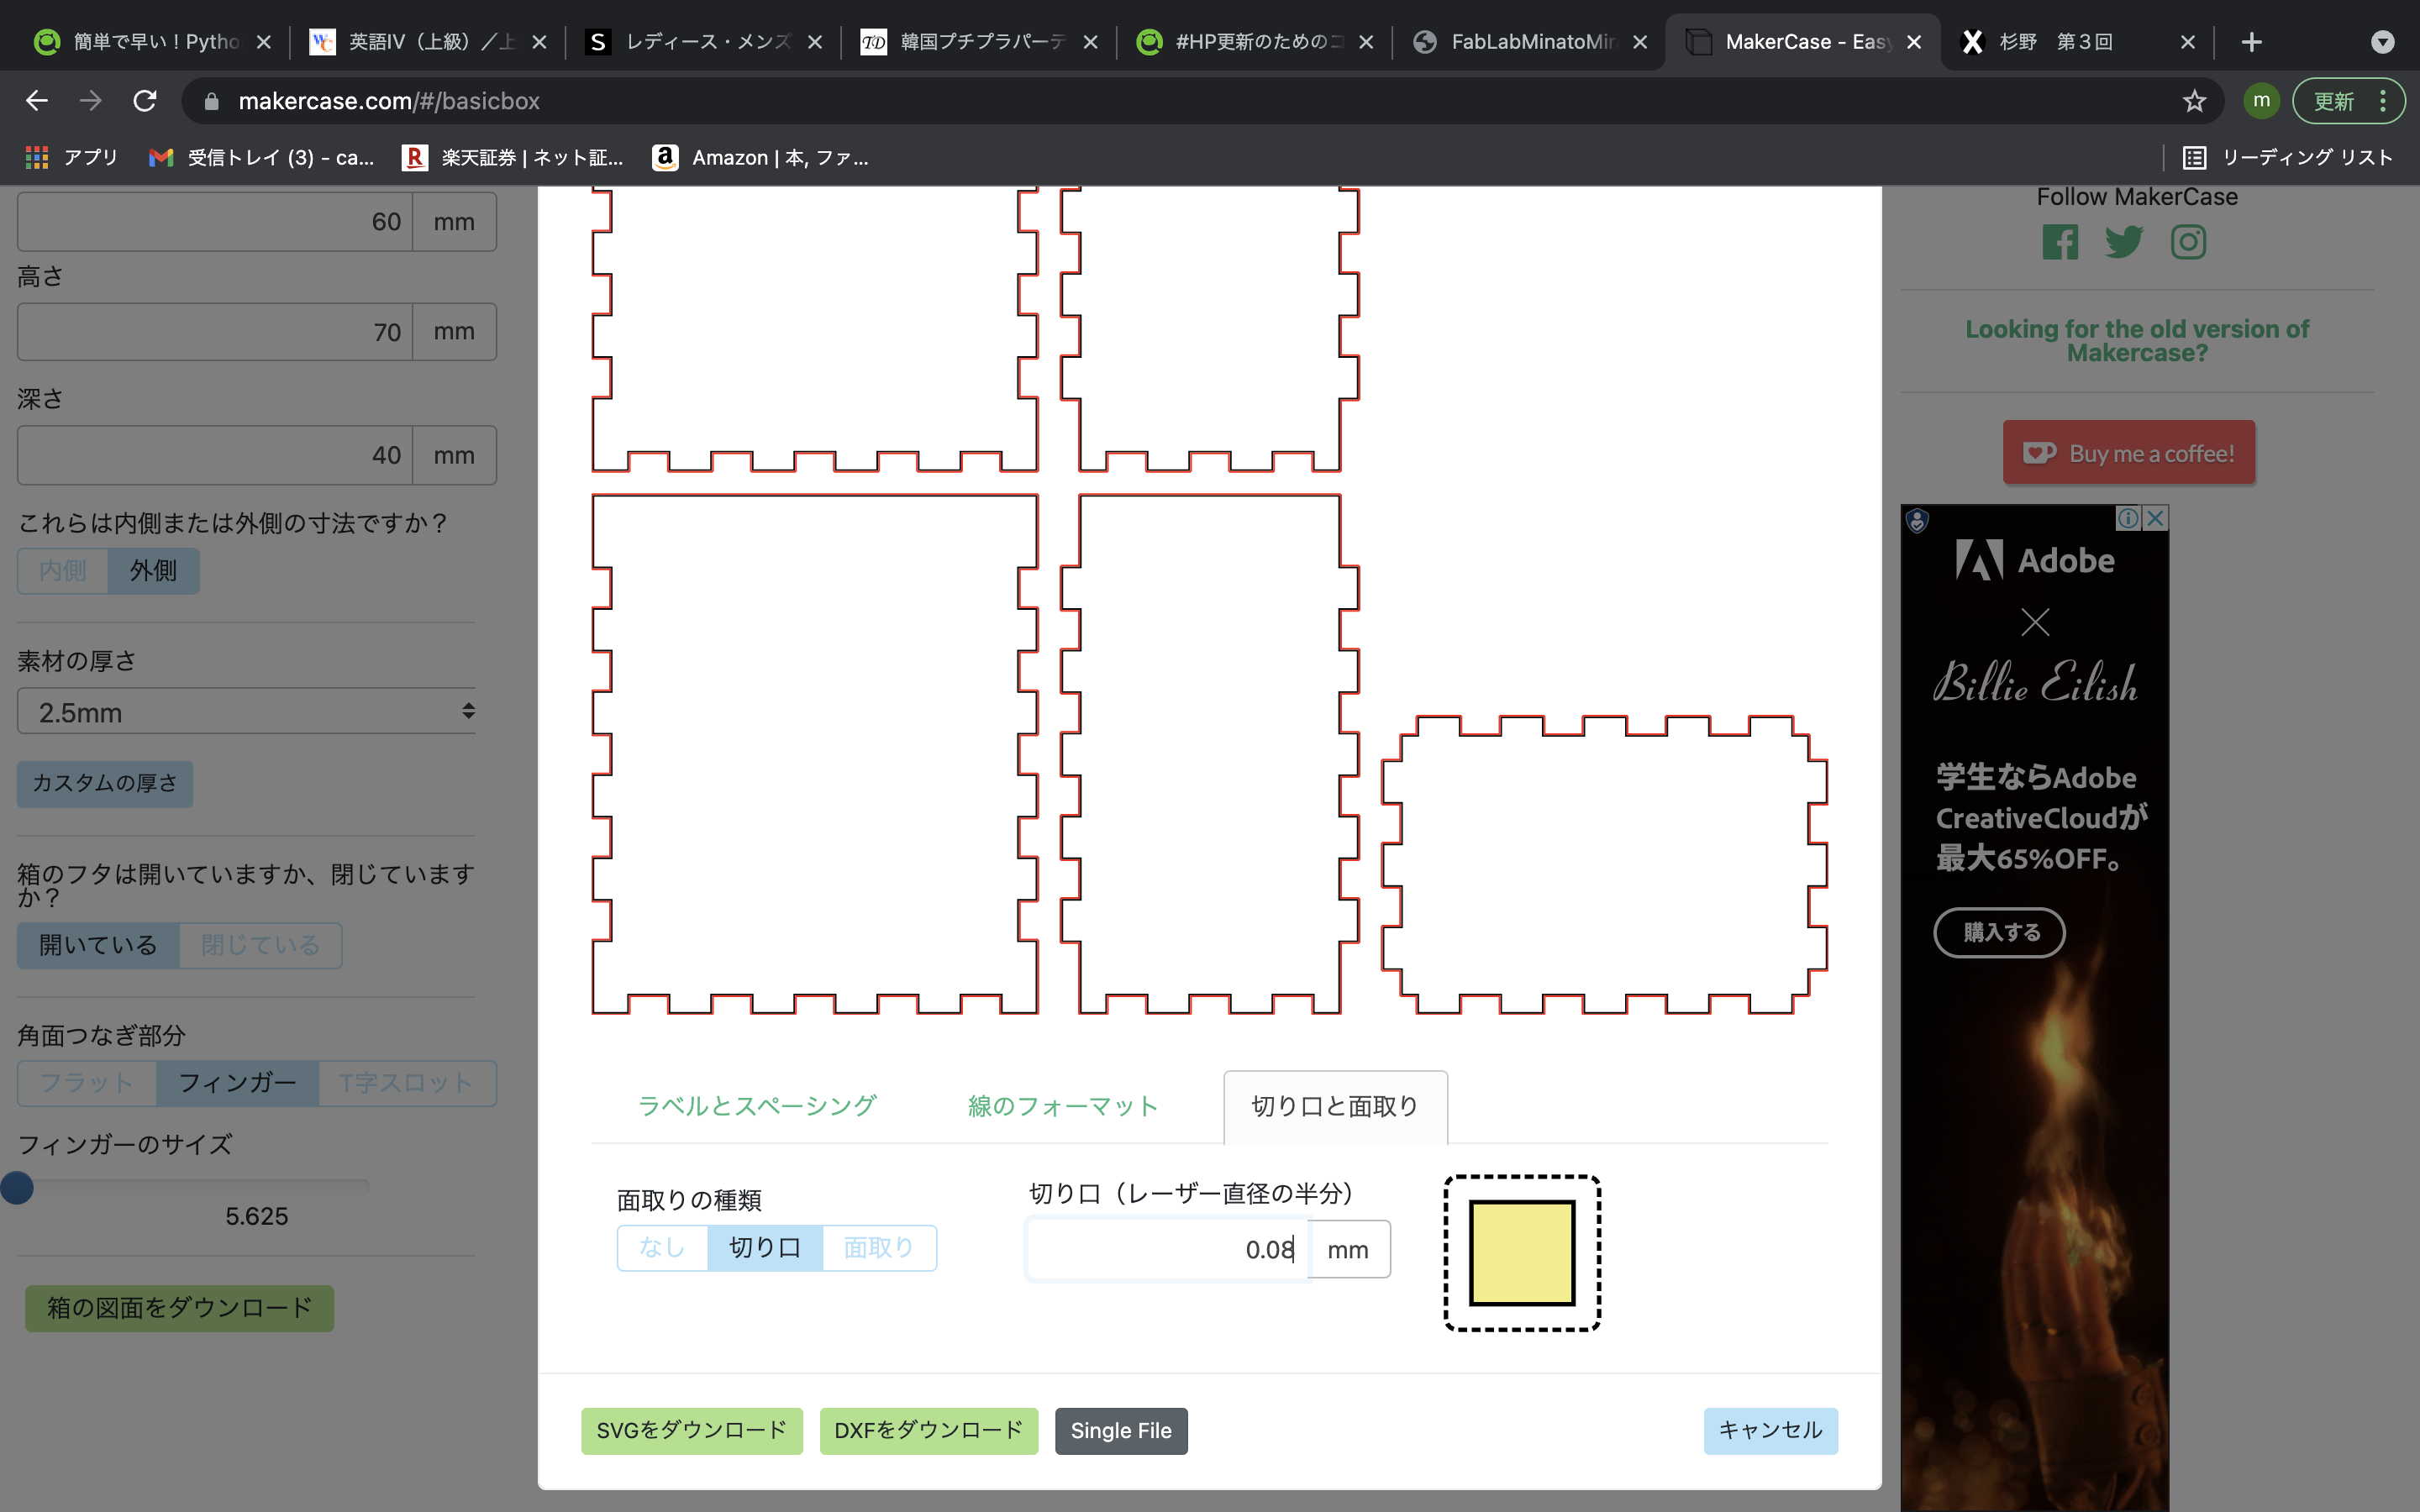 簡単で早い！Pytho
英語IV（上級）／上
レディース・メンズ
韓国プチプラパーテ
#HP更新のためのコ
FabLabMinatoMir
MakerCase - Easy
杉野　第３回
makercase.com/#/basicbox
m
更新
アプリ
受信トレイ (3) - ca...
楽天証券 | ネット証...
Amazon | 本, ファ...
リーディング リスト
60 mm
高さ
70 mm
深さ
40 mm
これらは内側または外側の寸法ですか？
内側 外側
素材の厚さ
2.5mm
カスタムの厚さ
箱のフタは開いていますか、閉じています
か？
開いている 閉じている
角面つなぎ部分
フラット フィンガー T字スロット
フィンガーのサイズ
5.625
箱の図面をダウンロード
ラベルとスペーシング 線のフォーマット 切り口と面取り
面取りの種類
なし 切り口 面取り
切り口（レーザー直径の半分）
0.08 mm
SVGをダウンロード DXFをダウンロード Single File キャンセル
Follow MakerCase
Looking for the old version of
Makercase?
Buy me a coffee!
Adobe
Billie Eilish
学生ならAdobe
CreativeCloudが
最大65%OFF。
購入する